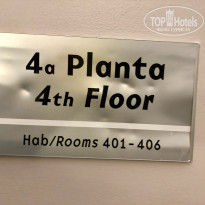 TOP Hotels
4a Planta
4th Floor
Hab/Rooms 401-406